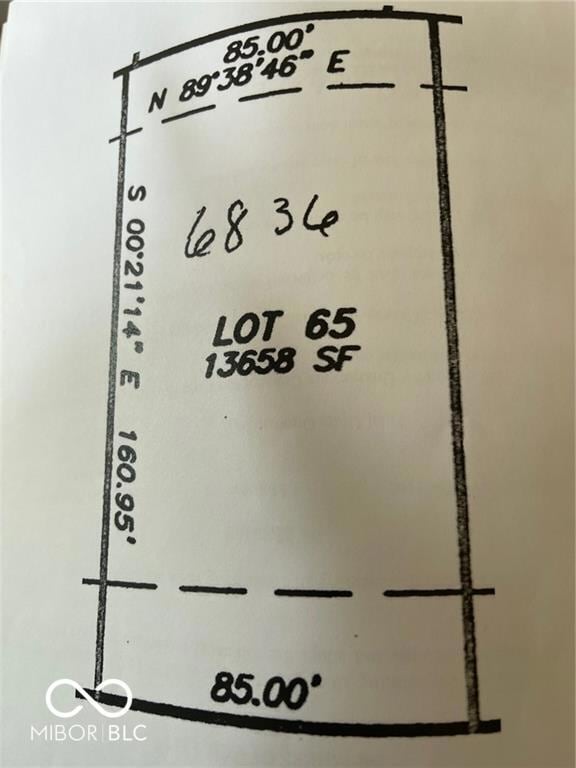 85.00'
N 89°38'46" E
S 00°21'14" E 160.95'
6836
LOT 65
13658 SF
85.00'
MIBOR BLC